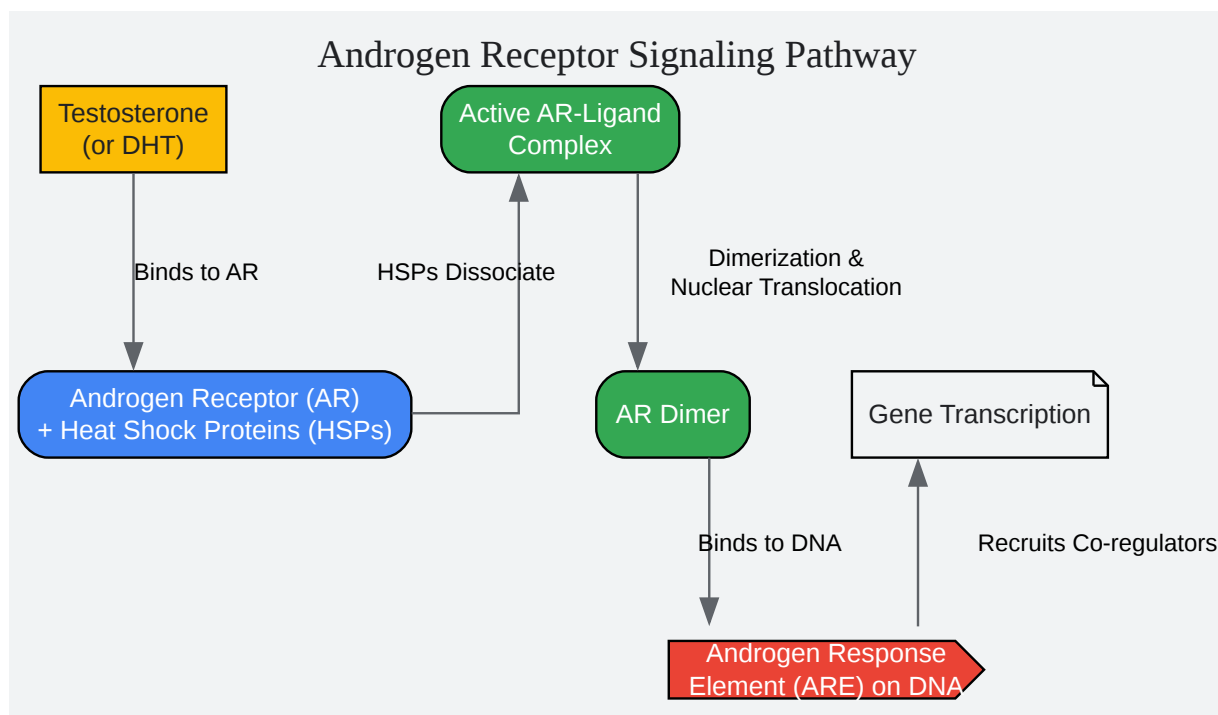 Androgen Receptor Signaling Pathway
Testosterone
(or DHT)
Active AR-Ligand
Complex
Binds to AR
HSPs Dissociate
Dimerization &
Nuclear Translocation
Androgen Receptor (AR)
+ Heat Shock Proteins (HSPs)
AR Dimer
Gene Transcription
Binds to DNA
Recruits Co-regulators
Androgen Response
Element (ARE) on DNA